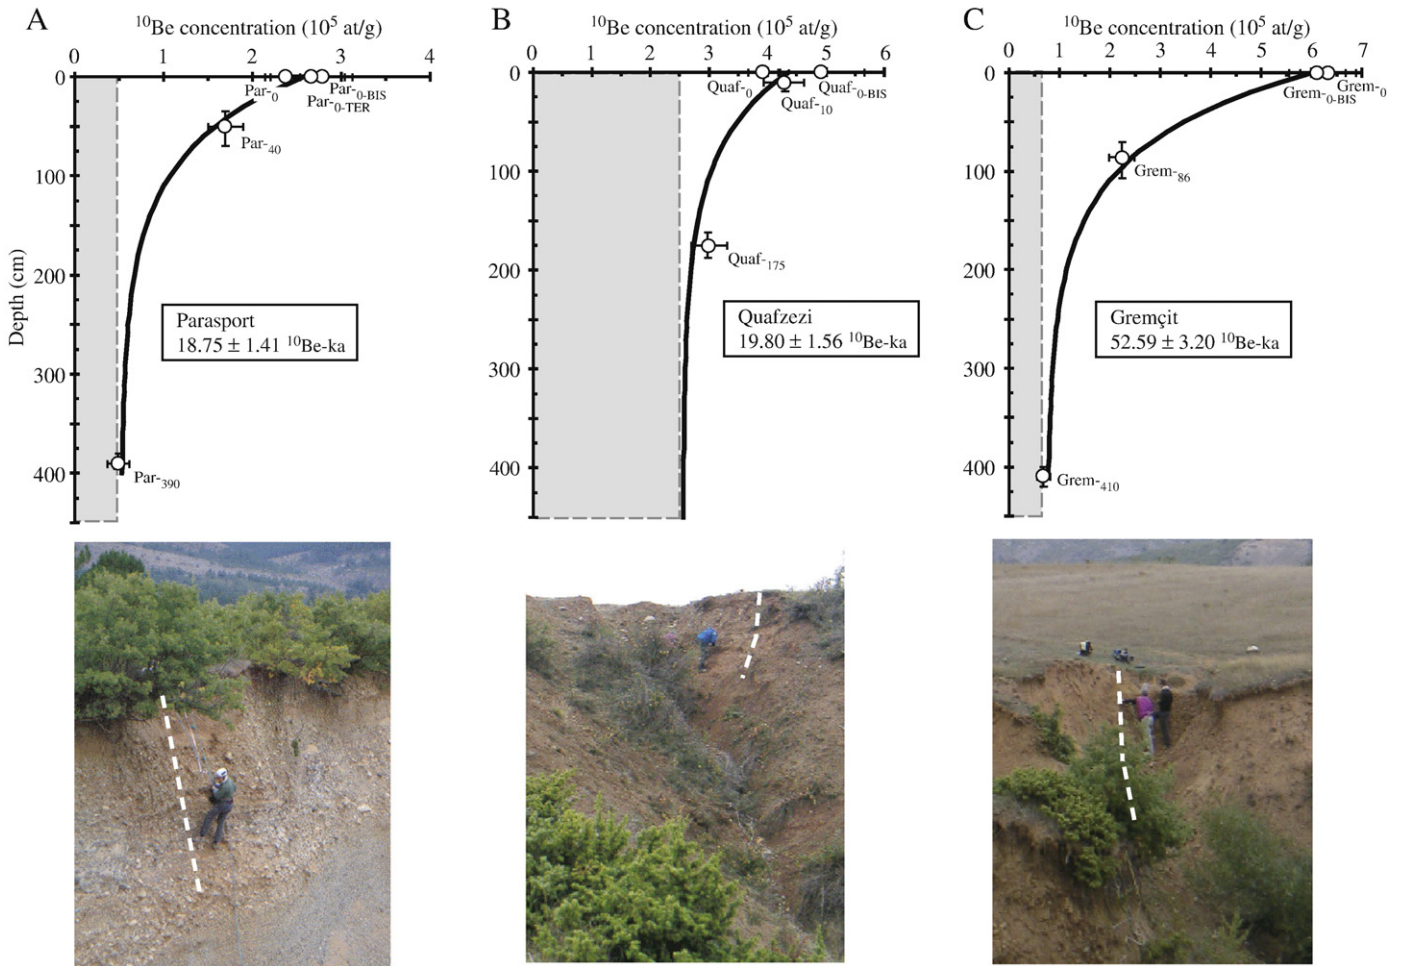 A
¹⁰Be concentration (10⁵ at/g)
0 1 2 3 4
0
100
200
300
400
Depth (cm)
Par-₀
Par-₀₋BIS
Par-₀₋TER
Par-₄₀
Parasport
18.75 ± 1.41 ¹⁰Be-ka
Par-₃₉₀
B
¹⁰Be concentration (10⁵ at/g)
0 1 2 3 4 5 6
0
100
200
300
400
Quaf-₀
Quaf-₀₋BIS
Quaf-₁₀
Quaf-₁₇₅
Quafzezi
19.80 ± 1.56 ¹⁰Be-ka
C
¹⁰Be concentration (10⁵ at/g)
0 1 2 3 4 5 6 7
0
100
200
300
400
Grem-₀
Grem-₀₋BIS
Grem-₈₆
Gremçit
52.59 ± 3.20 ¹⁰Be-ka
Grem-₄₁₀